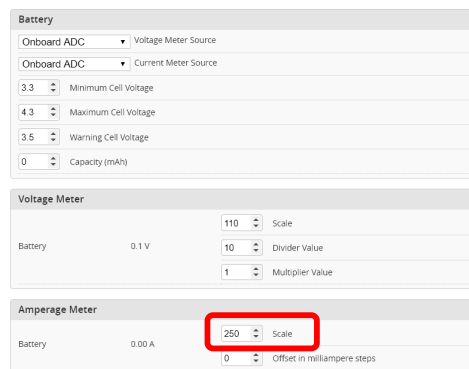 Battery
Onboard ADC Voltage Meter Source
Onboard ADC Current Meter Source
3.3 Minimum Cell Voltage
4.3 Maximum Cell Voltage
3.5 Warning Cell Voltage
0 Capacity (mAh)
Voltage Meter
110 Scale
Battery 0.1 V 10 Divider Value
1 Multiplier Value
Amperage Meter
250 Scale
Battery 0.00 A
0 Offset in milliampere steps